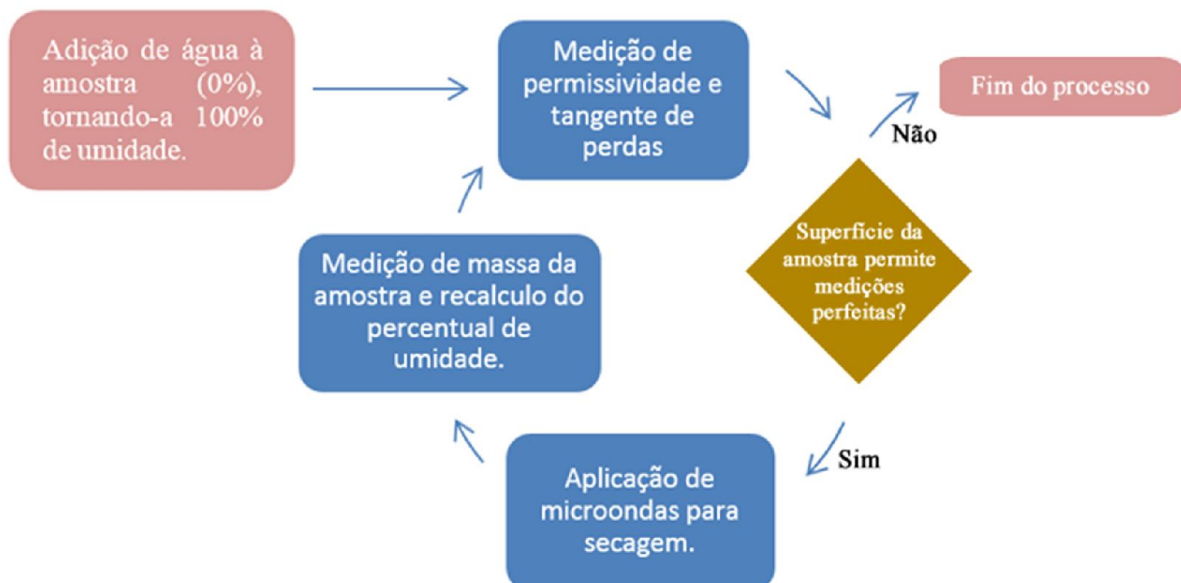 Adição de água à
amostra (0%),
tornando-a 100%
de umidade.
Medição de
permissividade e
tangente de
perdas
Fim do processo
Não
Superfície da
amostra permite
medições
perfeitas?
Sim
Aplicação de
microondas para
secagem.
Medição de massa da
amostra e recalculo do
percentual de
umidade.